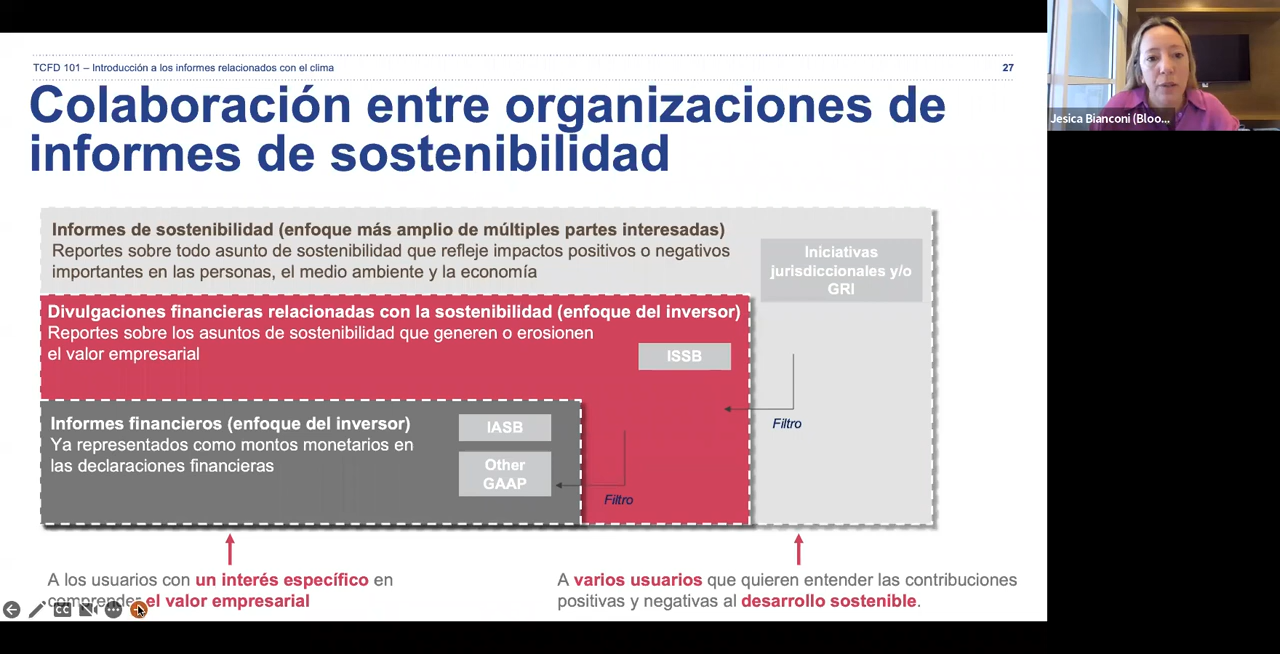 TCFD 101 – Introducción a los informes relacionados con el clima
27
Colaboración entre organizaciones de
informes de sostenibilidad
Jesica Bianconi (Bloo...
Informes de sostenibilidad (enfoque más amplio de múltiples partes interesadas)
Reportes sobre todo asunto de sostenibilidad que refleje impactos positivos o negativos
importantes en las personas, el medio ambiente y la economía
Iniciativas
jurisdiccionales y/o
GRI
Divulgaciones financieras relacionadas con la sostenibilidad (enfoque del inversor)
Reportes sobre los asuntos de sostenibilidad que generen o erosionen
el valor empresarial
ISSB
Filtro
Informes financieros (enfoque del inversor)
Ya representados como montos monetarios en
las declaraciones financieras
IASB
Other
GAAP
Filtro
A los usuarios con un interés específico en
comprender el valor empresarial
A varios usuarios que quieren entender las contribuciones
positivas y negativas al desarrollo sostenible.
CC